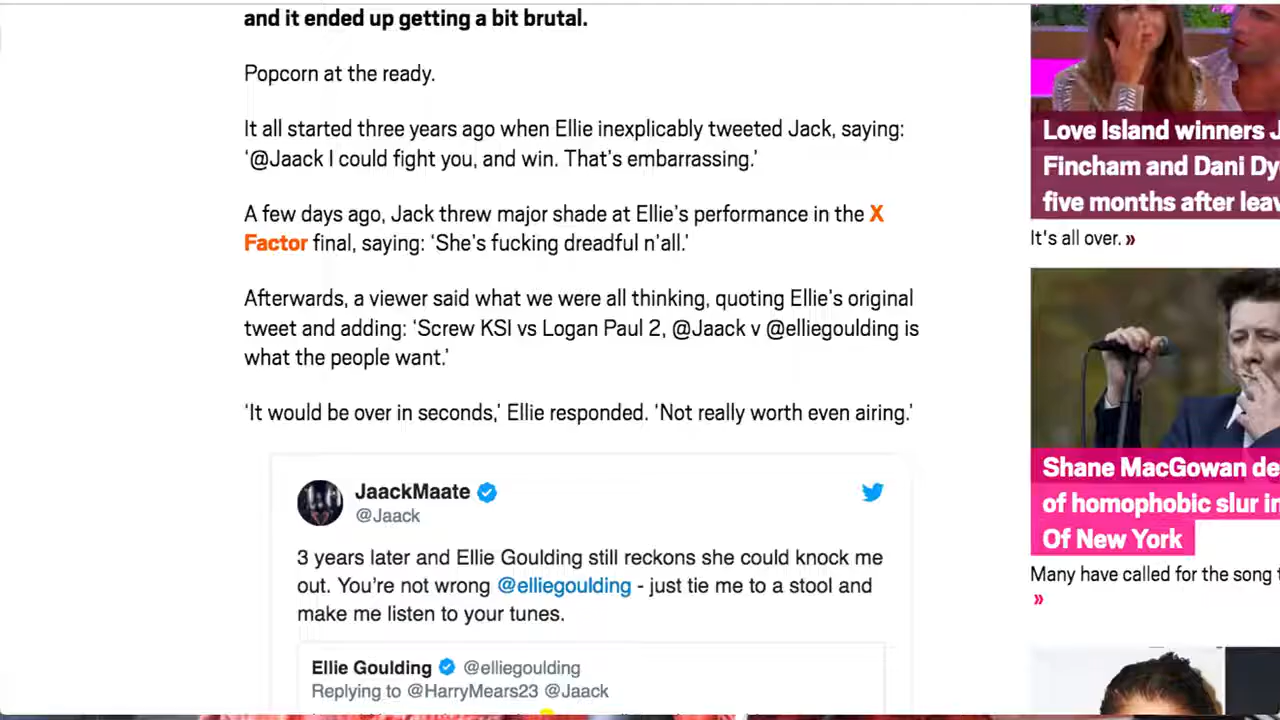 and it ended up getting a bit brutal.
Popcorn at the ready.
It all started three years ago when Ellie inexplicably tweeted Jack, saying:
‘@Jaack I could fight you, and win. That’s embarrassing.’
A few days ago, Jack threw major shade at Ellie’s performance in the X
Factor final, saying: ‘She’s fucking dreadful n’all.’
Afterwards, a viewer said what we were all thinking, quoting Ellie’s original
tweet and adding: ‘Screw KSI vs Logan Paul 2, @Jaack v @elliegoulding is
what the people want.’
‘It would be over in seconds,’ Ellie responded. ‘Not really worth even airing.’
JaackMaate
@Jaack
3 years later and Ellie Goulding still reckons she could knock me
out. You’re not wrong @elliegoulding - just tie me to a stool and
make me listen to your tunes.
Ellie Goulding @elliegoulding
Replying to @HarryMears23 @Jaack
Love Island winners J
Fincham and Dani Dy
five months after leav
It's all over. »
Shane MacGowan de
of homophobic slur in
Of New York
Many have called for the song t
»